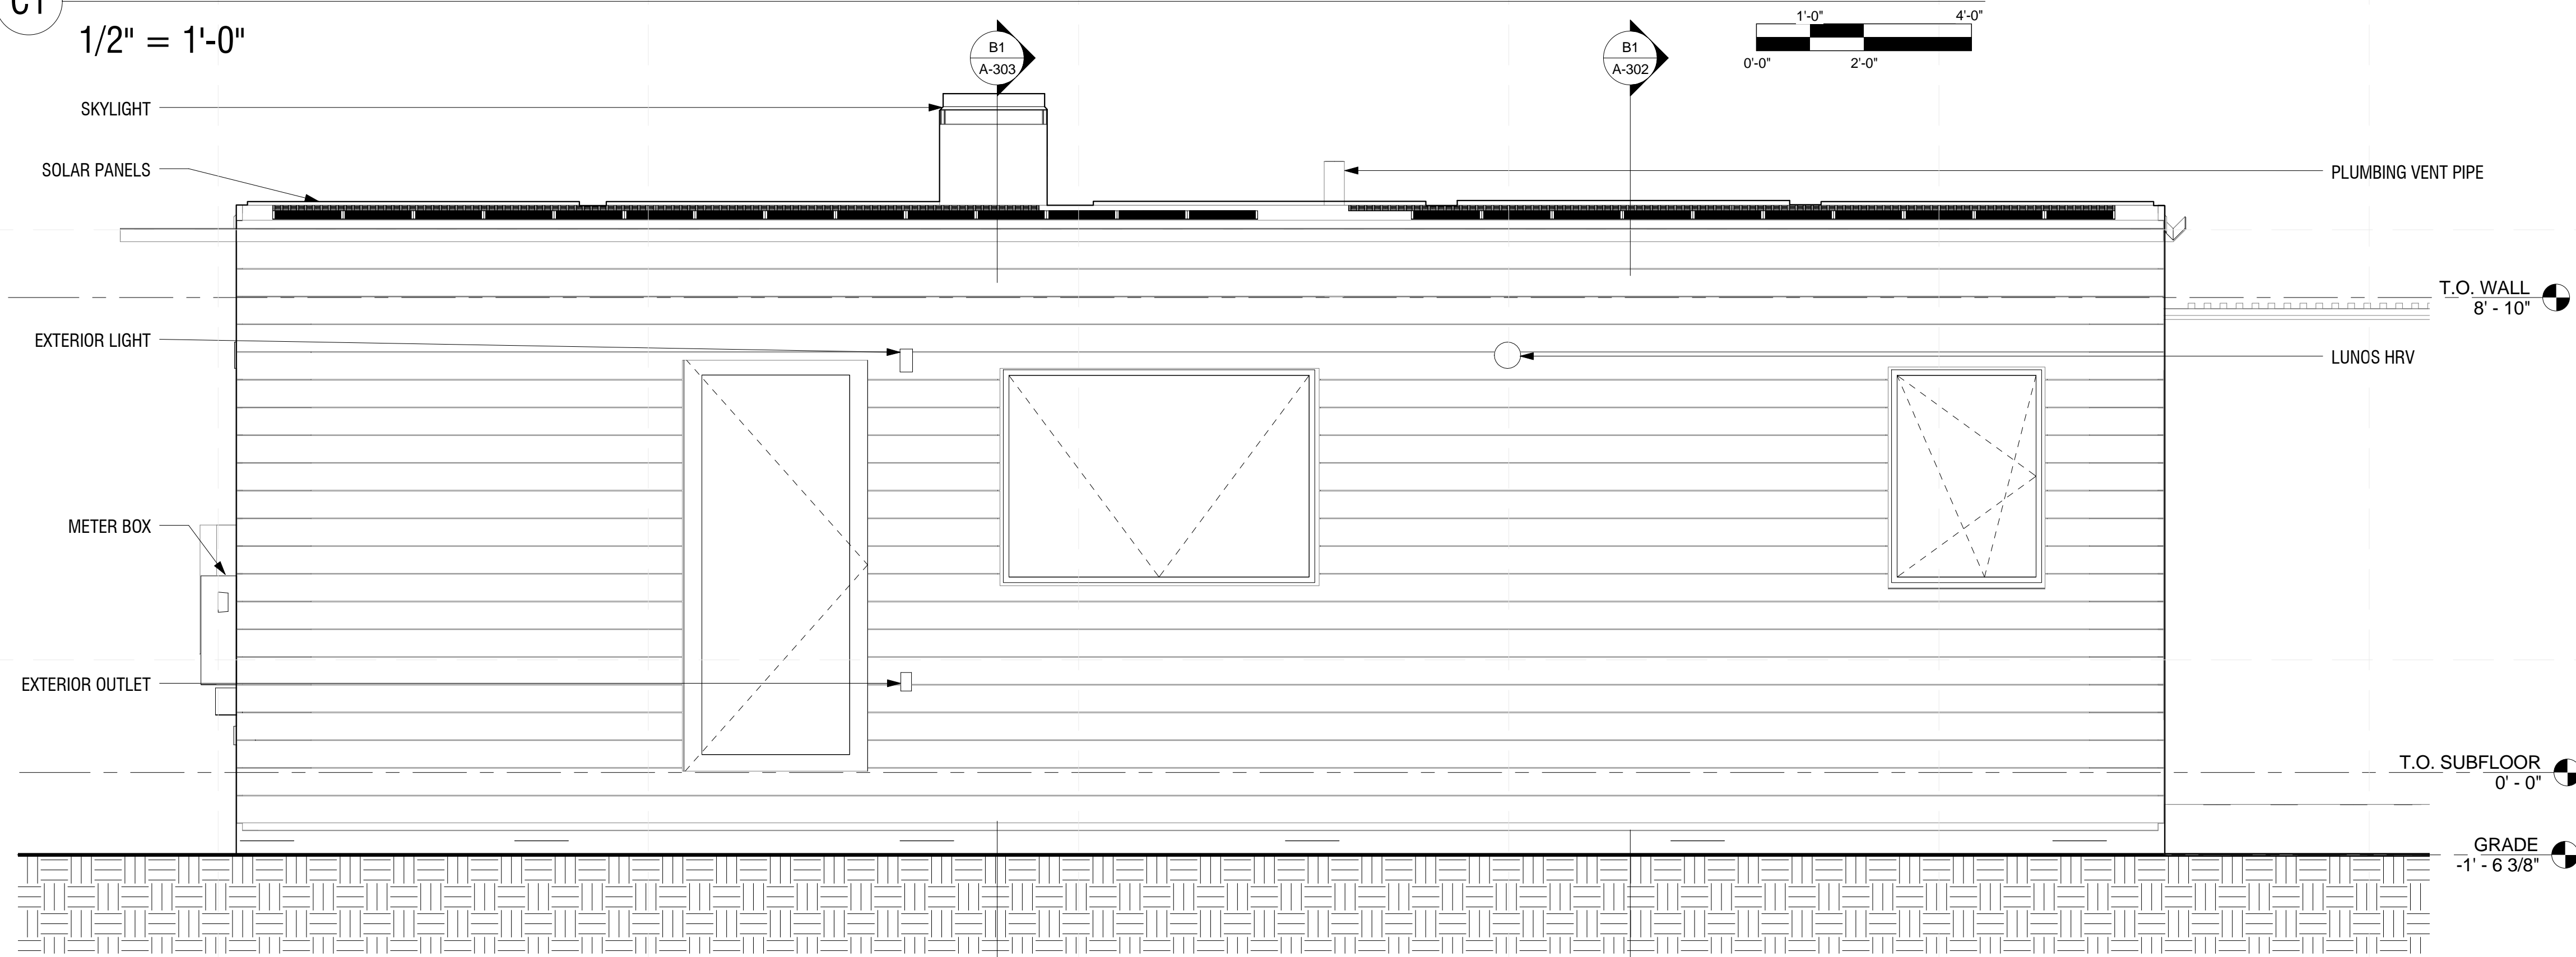 C1
1/2" = 1'-0"
B1
A-303
B1
A-302
1'-0"
4'-0"
0'-0"
2'-0"
SKYLIGHT
SOLAR PANELS
PLUMBING VENT PIPE
T.O. WALL
8' - 10"
EXTERIOR LIGHT
LUNOS HRV
METER BOX
EXTERIOR OUTLET
T.O. SUBFLOOR
0' - 0"
GRADE
-1' - 6 3/8"